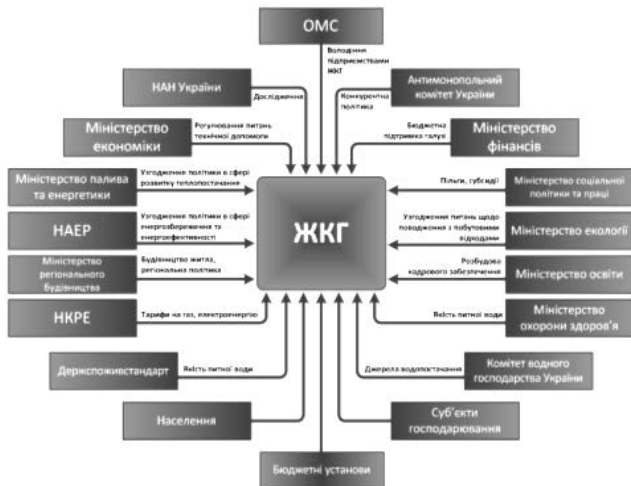 ОМС
Володіння
підприємствами
ЖКГ
НАН України
Дослідження
Конкурентна
політика
Антимонопольний
комітет України
Міністерство
економіки
Регулювання питань
технічної допомоги
Бюджетна
підтримка галузі
Міністерство
фінансів
Міністерство палива
та енергетики
Узгодження політики в сфері
розвитку теплопостачання
ЖКГ
Пільги, субсидії
Міністерство соціальної
політики та праці
НАЕР
Узгодження політики в сфері
енергозбереження та
енергоефективності
Узгодження питань щодо
поводження з побутовими
відходами
Міністерство екології
Міністерство
регіонального
Будівництва
Будівництво житла,
регіональна політика
Розбудова
кадрового забезпечення
Міністерство освіти
НКРЕ
Тарифи на газ, електроенергію
Якість питної води
Міністерство
охорони здоров’я
Держспоживстандарт
Якість питної води
Джерела водопостачання
Комітет водного
господарства України
Населення
Суб’єкти
господарювання
Бюджетні установи